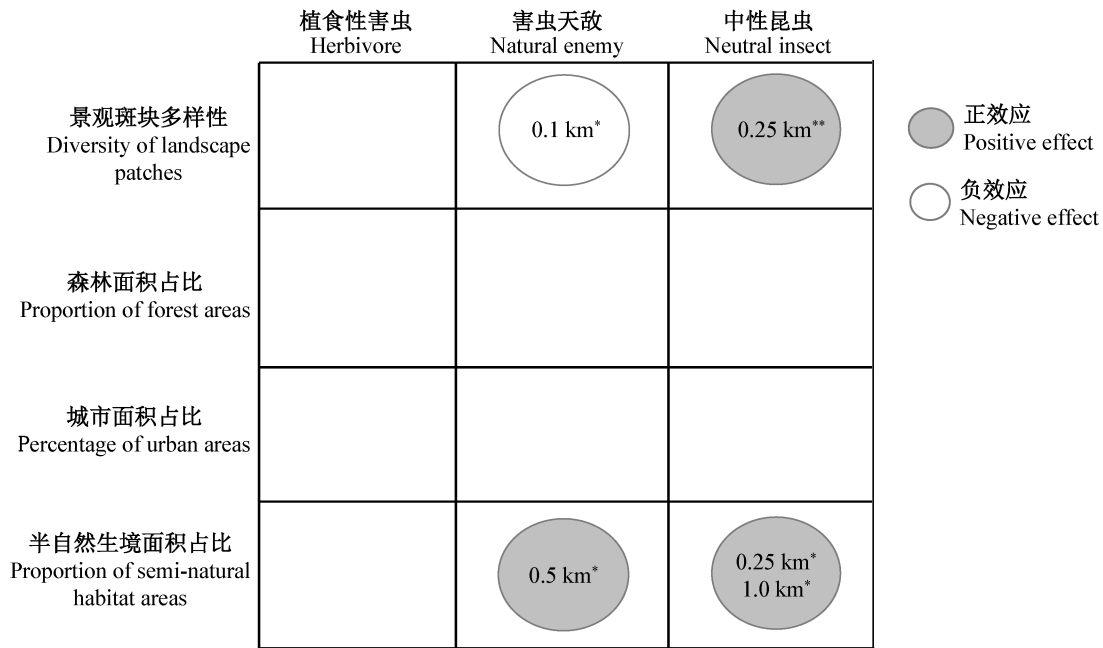 植食性害虫
Herbivore
害虫天敌
Natural enemy
中性昆虫
Neutral insect
景观斑块多样性
Diversity of landscape
patches
0.1 km*
0.25 km**
正效应
Positive effect
负效应
Negative effect
森林面积占比
Proportion of forest areas
城市面积占比
Percentage of urban areas
半自然生境面积占比
Proportion of semi-natural
habitat areas
0.5 km*
0.25 km*
1.0 km*